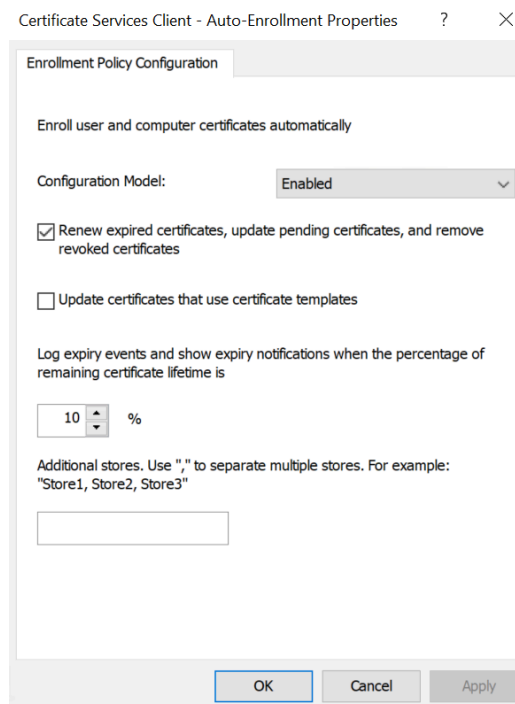 Certificate Services Client - Auto-Enrollment Properties ? ×
Enrollment Policy Configuration
Enroll user and computer certificates automatically
Configuration Model: Enabled
Renew expired certificates, update pending certificates, and remove
revoked certificates
Update certificates that use certificate templates
Log expiry events and show expiry notifications when the percentage of
remaining certificate lifetime is
10 %
Additional stores. Use "," to separate multiple stores. For example:
"Store1, Store2, Store3"
OK Cancel Apply